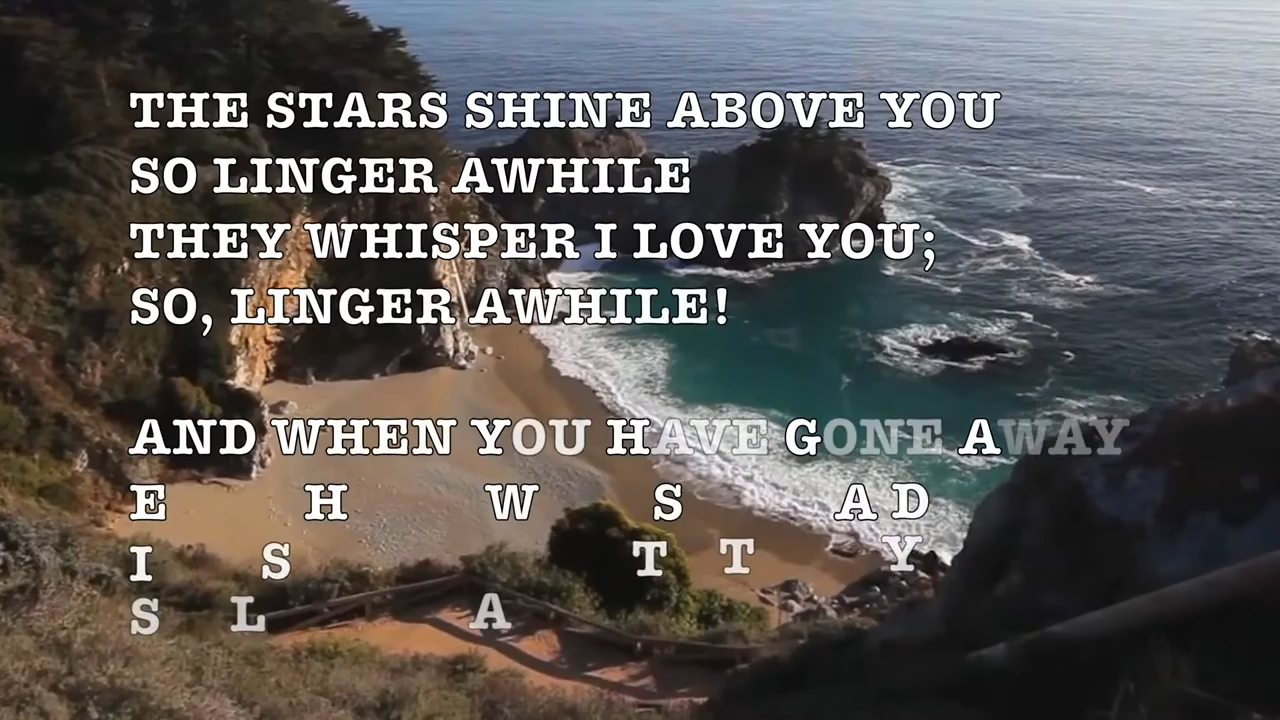 THE STARS SHINE ABOVE YOU
SO LINGER AWHILE
THEY WHISPER I LOVE YOU;
SO, LINGER AWHILE!
AND WHEN YOU HAVE GONE AWAY
E H W S A D
I S T T Y
S L A